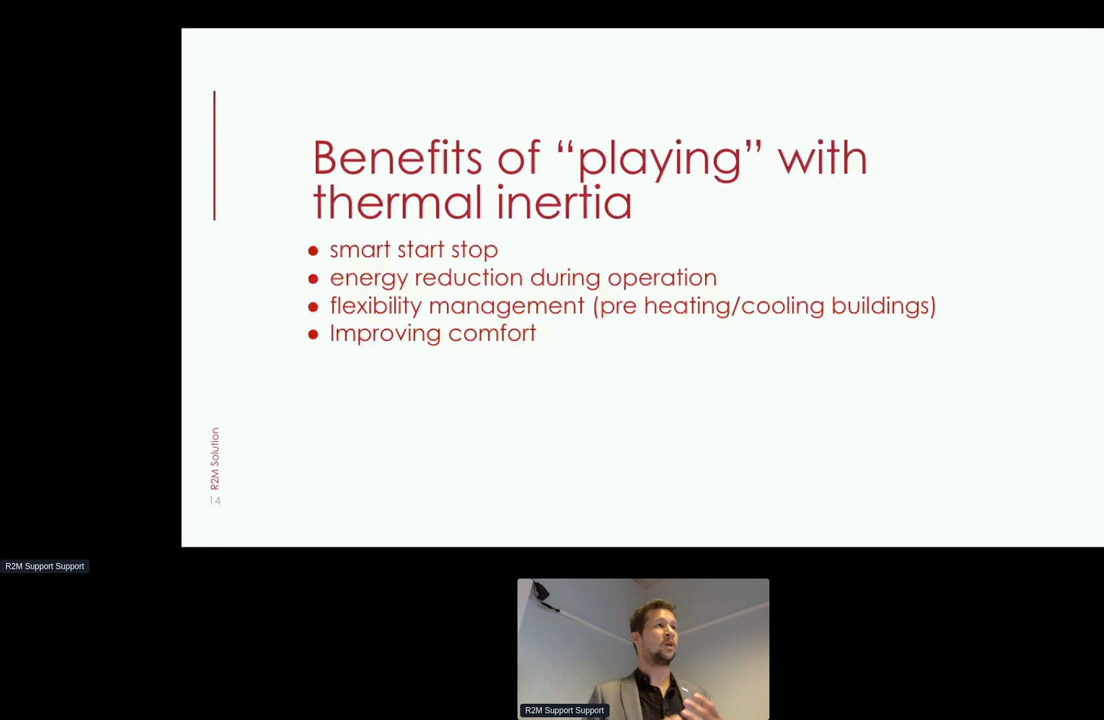 Benefits of “playing” with
thermal inertia
● smart start stop
● energy reduction during operation
● flexibility management (pre heating/cooling buildings)
● Improving comfort
R2M Solution
14
R2M Support Support
R2M Support Support